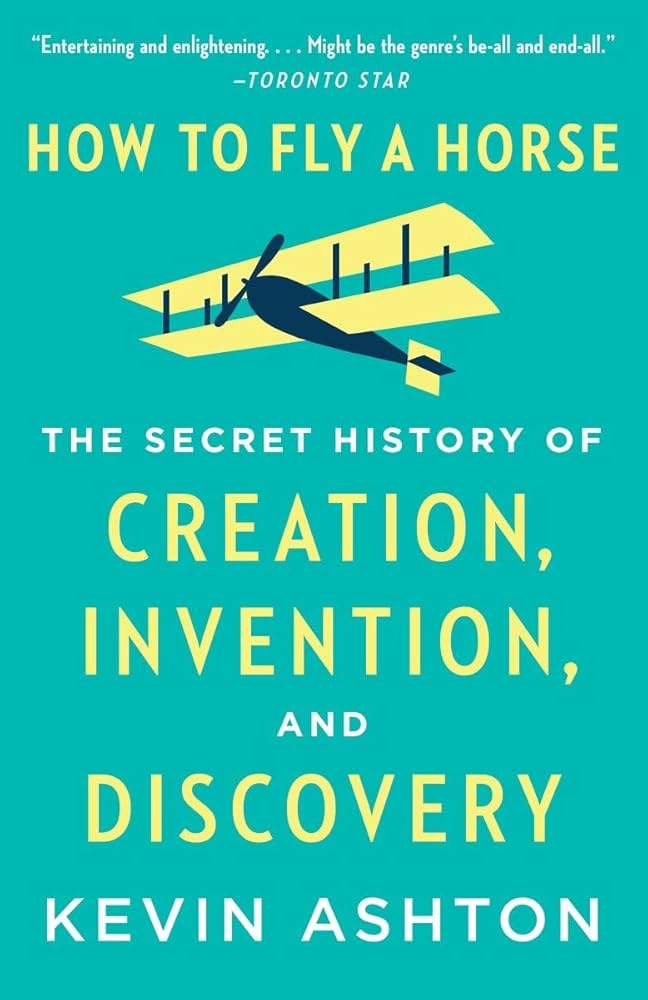 “Entertaining and enlightening. . . . Might be the genre’s be-all and end-all.”
—TORONTO STAR
HOW TO FLY A HORSE
THE SECRET HISTORY OF
CREATION,
INVENTION,
AND
DISCOVERY
KEVIN ASHTON